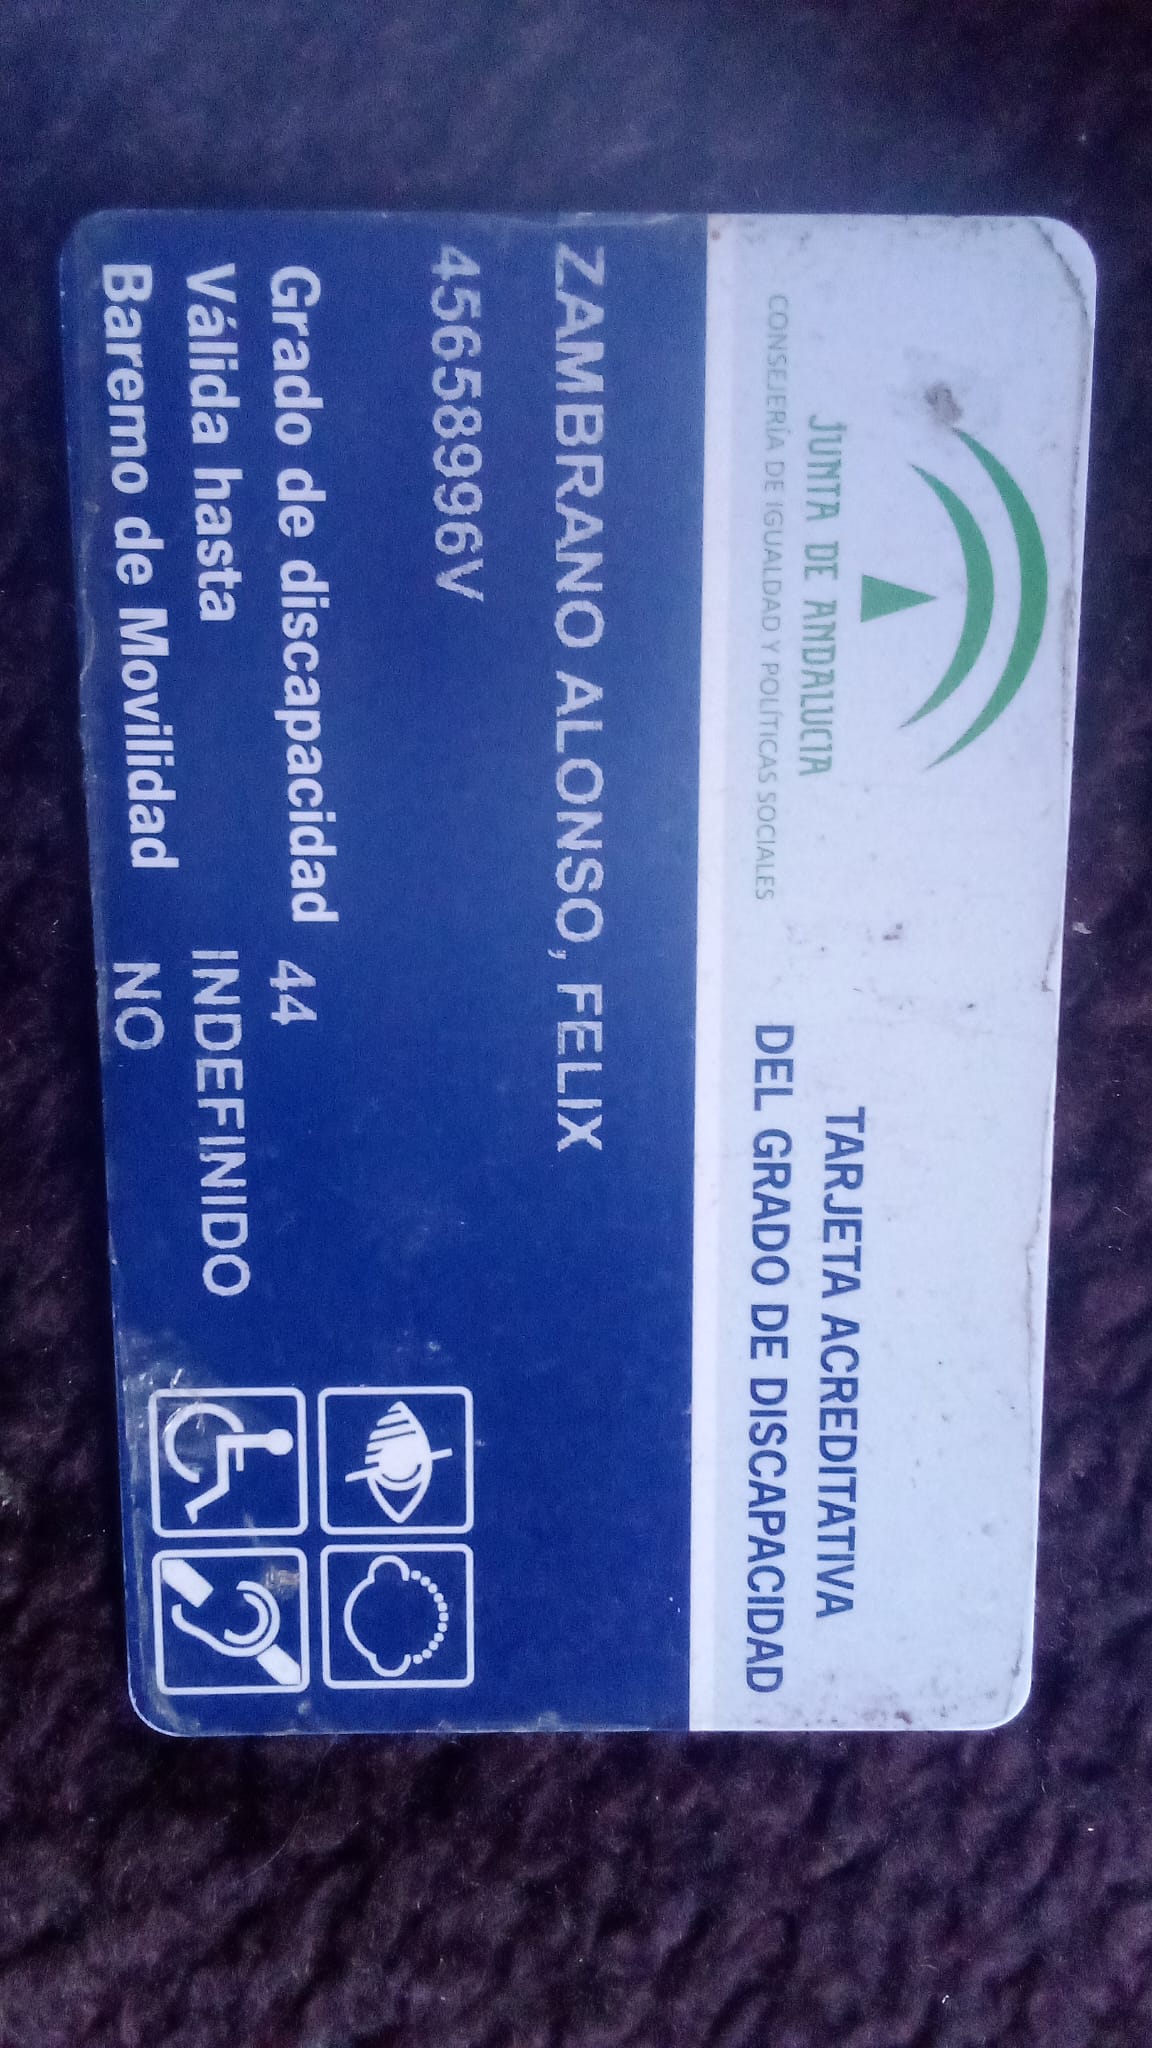 JUNTA DE ANDALUCIA
CONSEJERÍA DE IGUALDAD Y POLÍTICAS SOCIALES
TARJETA ACREDITATIVA
DEL GRADO DE DISCAPACIDAD
ZAMBRANO ALONSO, FELIX
45658996V
Grado de discapacidad 44
Válida hasta INDEFINIDO
Baremo de Movilidad NO